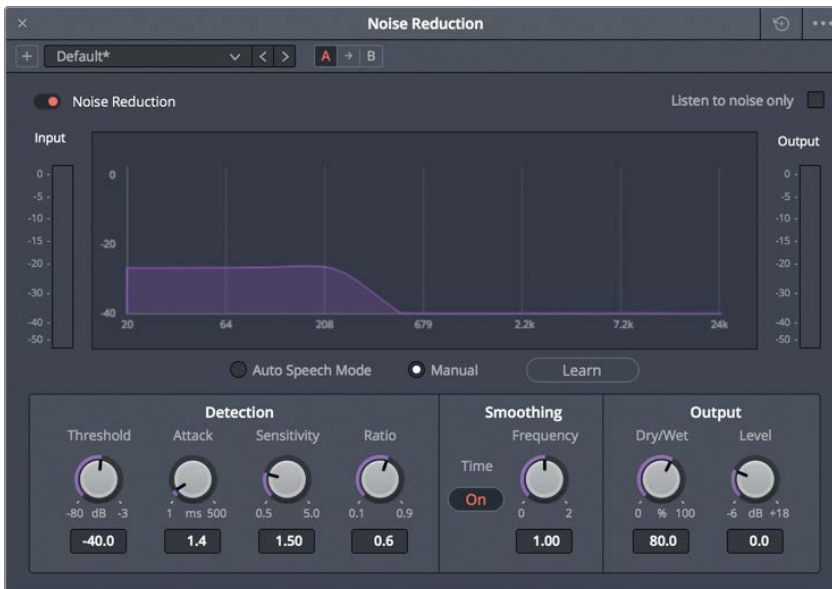 Noise Reduction
Default*
A
B
Noise Reduction
Listen to noise only
Input
Output
0
-5
-10
-15
-20
-30
-40
-50
0
-20
-40
20
64
208
679
2.2k
7.2k
24k
0
-5
-10
-15
-20
-30
-40
-50
Auto Speech Mode
Manual
Learn
Detection
Smoothing
Output
Threshold
Attack
Sensitivity
Ratio
Frequency
Dry/Wet
Level
Time
On
-80 dB -3
1 ms 500
0.5 5.0
0.1 0.9
0 2
0 % 100
-6 dB +18
-40.0
1.4
1.50
0.6
1.00
80.0
0.0